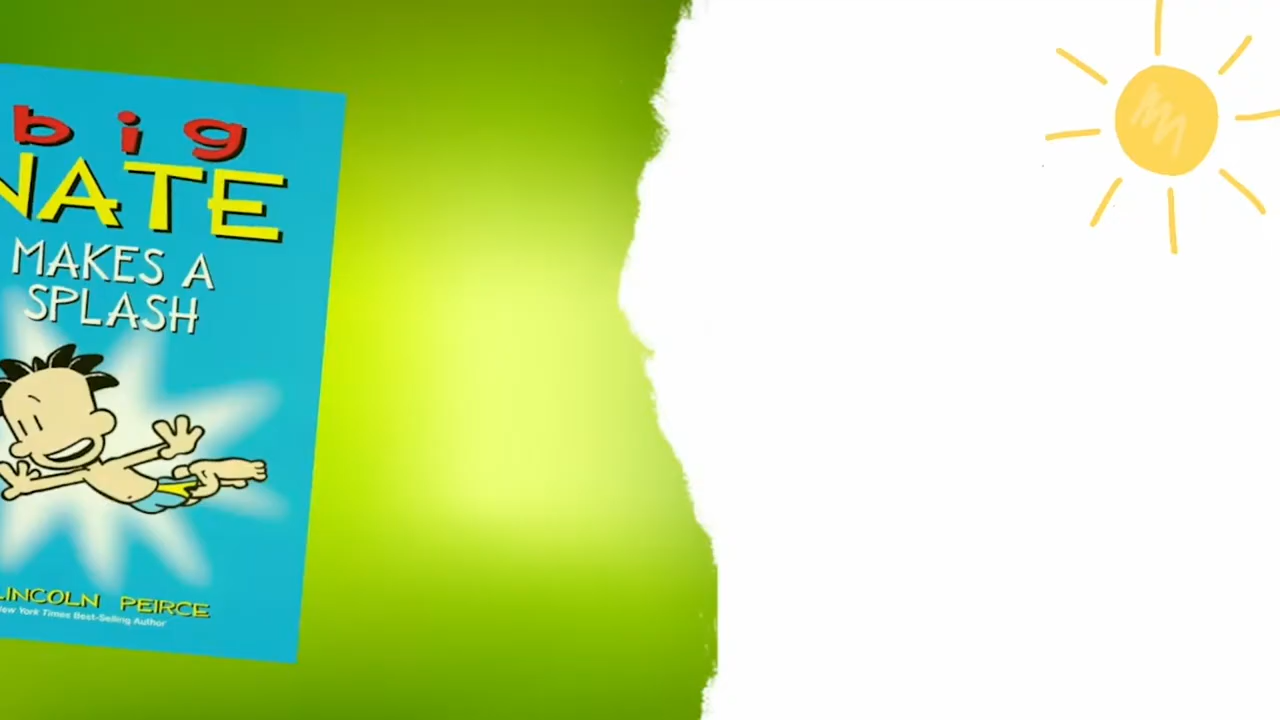 big
NATE
MAKES A
SPLASH
LINCOLN PEIRCE
New York Times Best-Selling Author